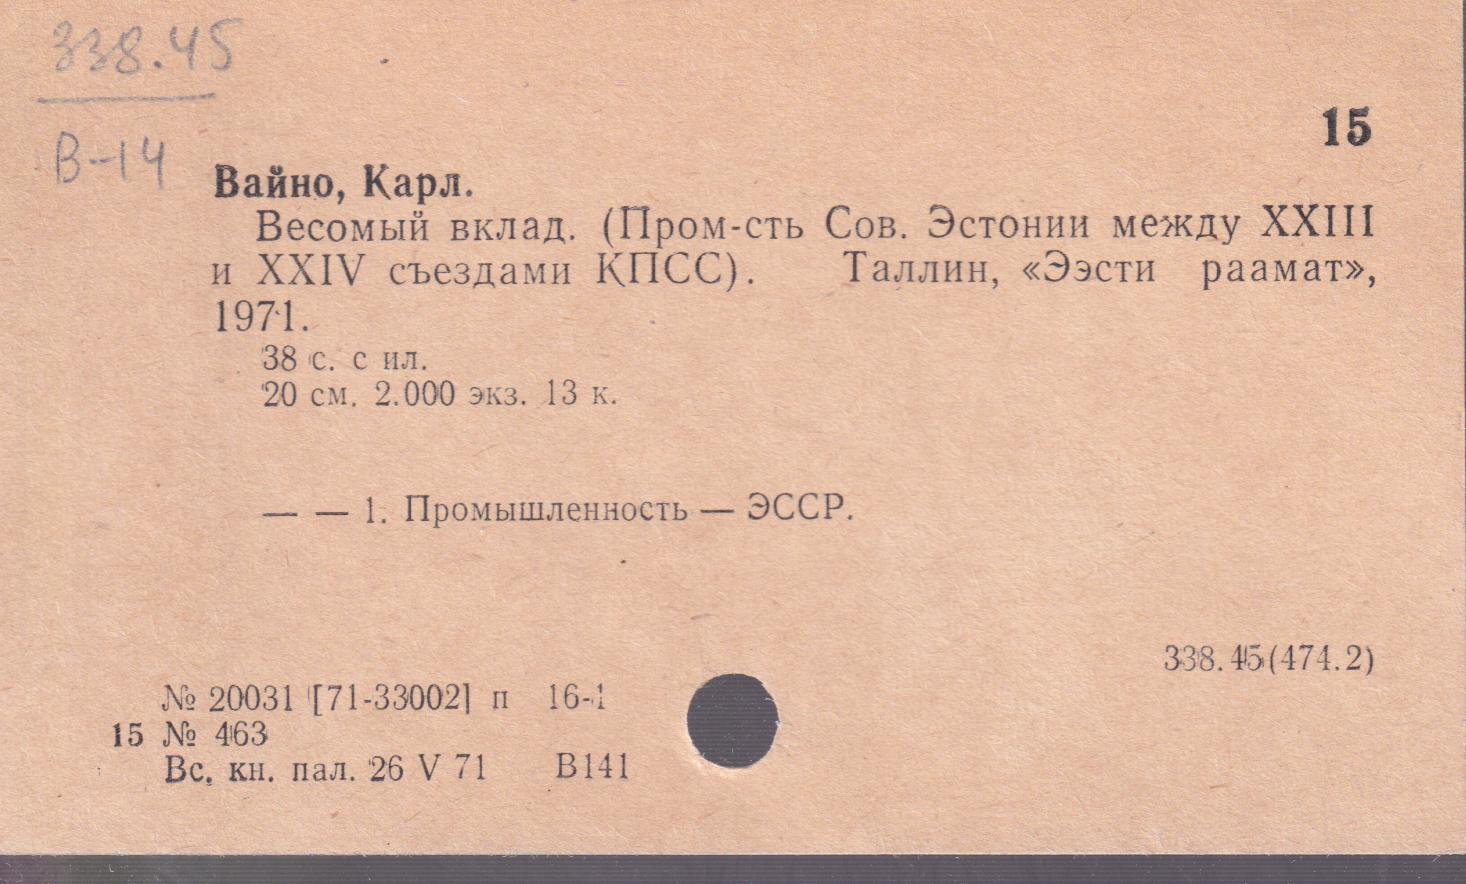 338.45
В-14
15
Вайно, Карл.
Весомый вклад. (Пром-сть Сов. Эстонии между XXIII
и XXIV съездами КПСС). Таллин, «Ээсти раамат»,
1971.
38 с. с ил.
20 см. 2.000 экз. 13 к.
— — 1. Промышленность — ЭССР.
338.45(474.2)
№ 20031 [71-33002] п 16-1
15 № 463
Вс. кн. пал. 26 V 71 В141